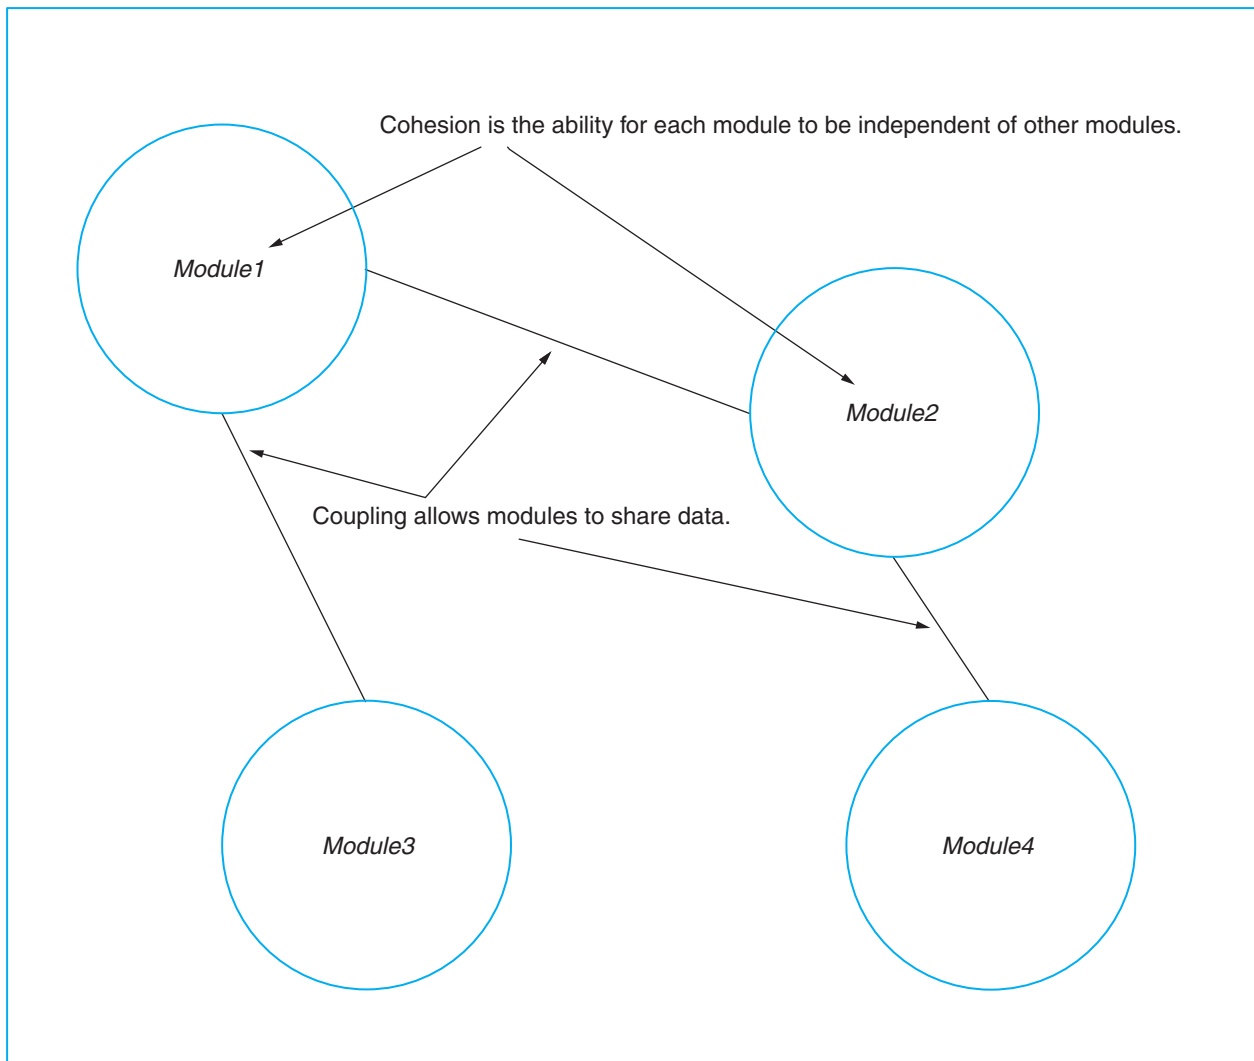 Cohesion is the ability for each module to be independent of other modules.
Module1
Module2
Coupling allows modules to share data.
Module3
Module4